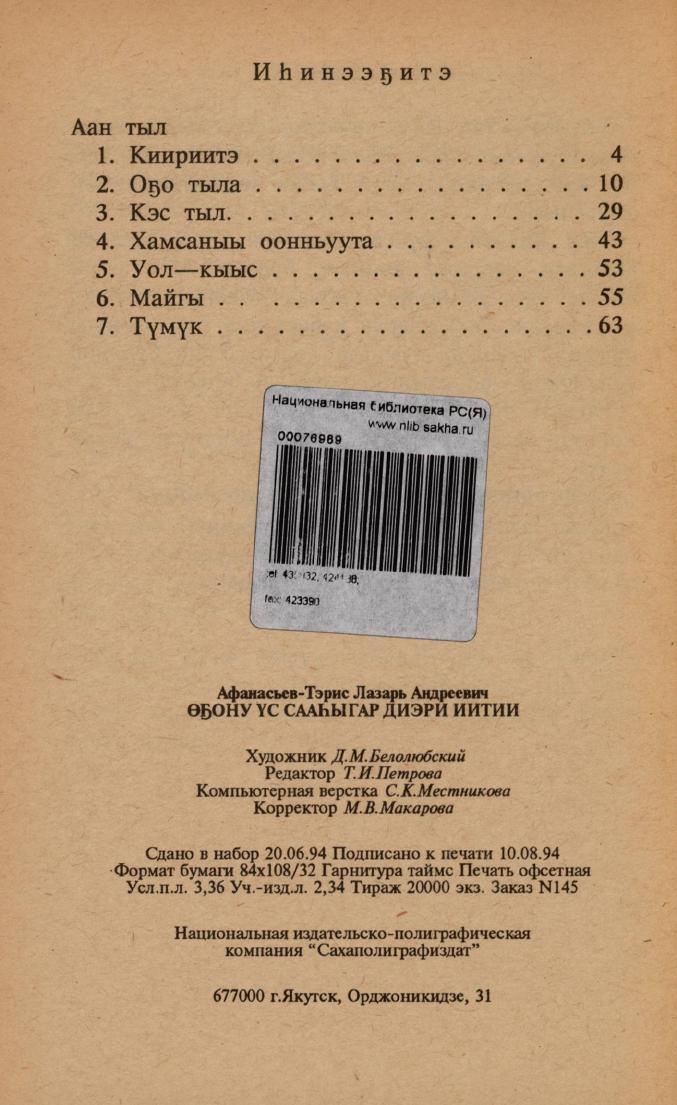 Иһинээҕитэ
Аан тыл
1. Киириитэ . . . . . . . . . . . . . . . . . 4
2. Оҕо тыла . . . . . . . . . . . . . . . . . 10
3. Кэс тыл. . . . . . . . . . . . . . . . . . 29
4. Хамсаныы оонньуута . . . . . . . . . . 43
5. Уол—кыыс . . . . . . . . . . . . . . . . 53
6. Майгы . . . . . . . . . . . . . . . . . . 55
7. Түмүк . . . . . . . . . . . . . . . . . . . 63
Национальная библиотека РС(Я)
www.nlib.sakha.ru
00076989
fax: 423390
Афанасьев-Тэрис Лазарь Андреевич
ӨҔОНУ ҮС СААҺЫГАР ДИЭРИ ИИТИИ
Художник Д.М.Белолюбский
Редактор Т.И.Петрова
Компьютерная верстка С.К.Местникова
Корректор М.В.Макарова
Сдано в набор 20.06.94 Подписано к печати 10.08.94
Формат бумаги 84х108/32 Гарнитура таймс Печать офсетная
Усл.п.л. 3,36 Уч.-изд.л. 2,34 Тираж 20000 экз. Заказ N145
Национальная издательско-полиграфическая
компания “Сахаполиграфиздат”
677000 г.Якутск, Орджоникидзе, 31